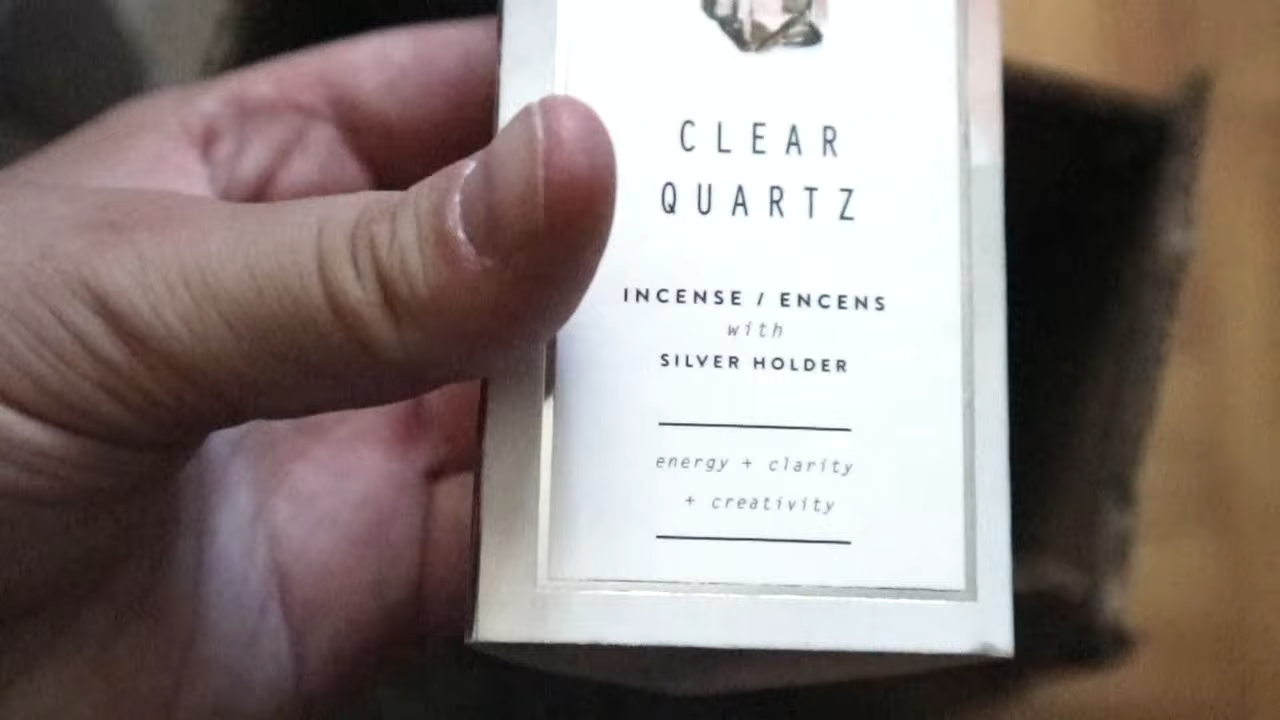 CLEAR
QUARTZ
INCENSE / ENCENS
with
SILVER HOLDER
energy + clarity
+ creativity